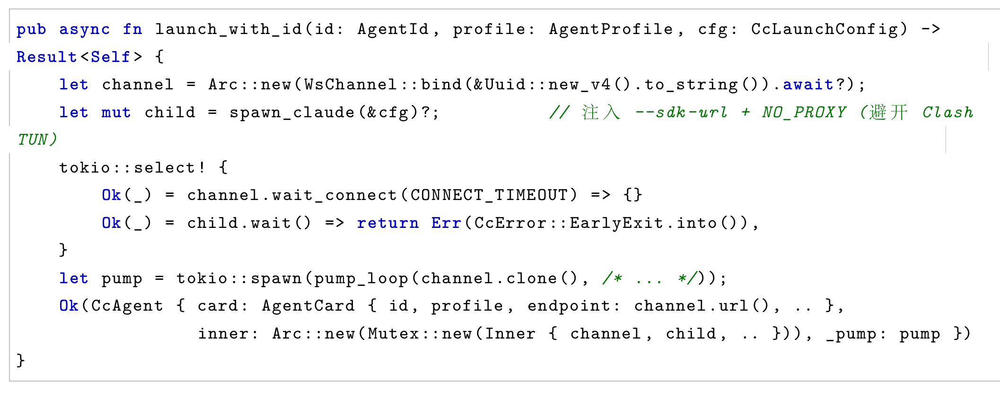 pub async fn launch_with_id(id: AgentId, profile: AgentProfile, cfg: CcLaunchConfig) ->
Result<Self> {
    let channel = Arc::new(WsChannel::bind(&Uuid::new_v4().to_string()).await?);
    let mut child = spawn_claude(&cfg)?;          // 注入 --sdk-url + NO_PROXY (避开 Clash
TUN)
    tokio::select! {
        Ok(_) = channel.wait_connect(CONNECT_TIMEOUT) => {}
        Ok(_) = child.wait() => return Err(CcError::EarlyExit.into()),
    }
    let pump = tokio::spawn(pump_loop(channel.clone(), /* ... */));
    Ok(CcAgent { card: AgentCard { id, profile, endpoint: channel.url(), .. },
                 inner: Arc::new(Mutex::new(Inner { channel, child, .. })), _pump: pump })
}